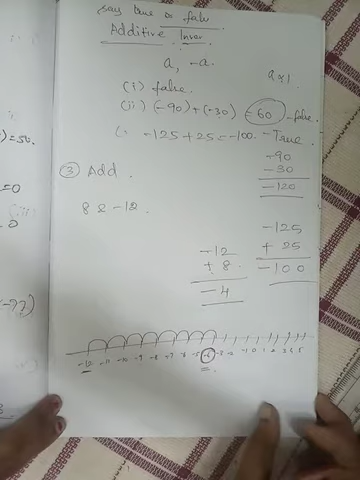 say true or false
Additive Inver
a, -a.
a × 1
(i) false.
(ii) (-90) + (-30) = 60 - false.
-125 + 25 = -100. - True.
-90
-30
-120
③ Add.
8 & -12.
-125
+ 25
-100
-12
+ 8
-4